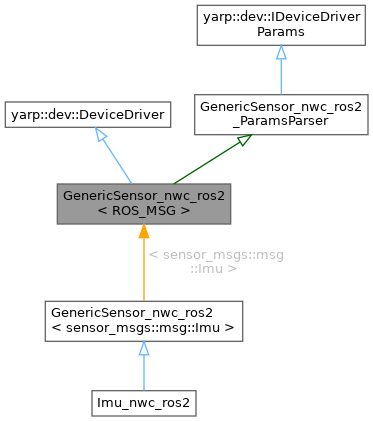 yarp::dev::IDeviceDriver
Params
yarp::dev::DeviceDriver
GenericSensor_nwc_ros2
_ParamsParser
GenericSensor_nwc_ros2
< ROS_MSG >
< sensor_msgs::msg
::Imu >
GenericSensor_nwc_ros2
< sensor_msgs::msg::Imu >
Imu_nwc_ros2